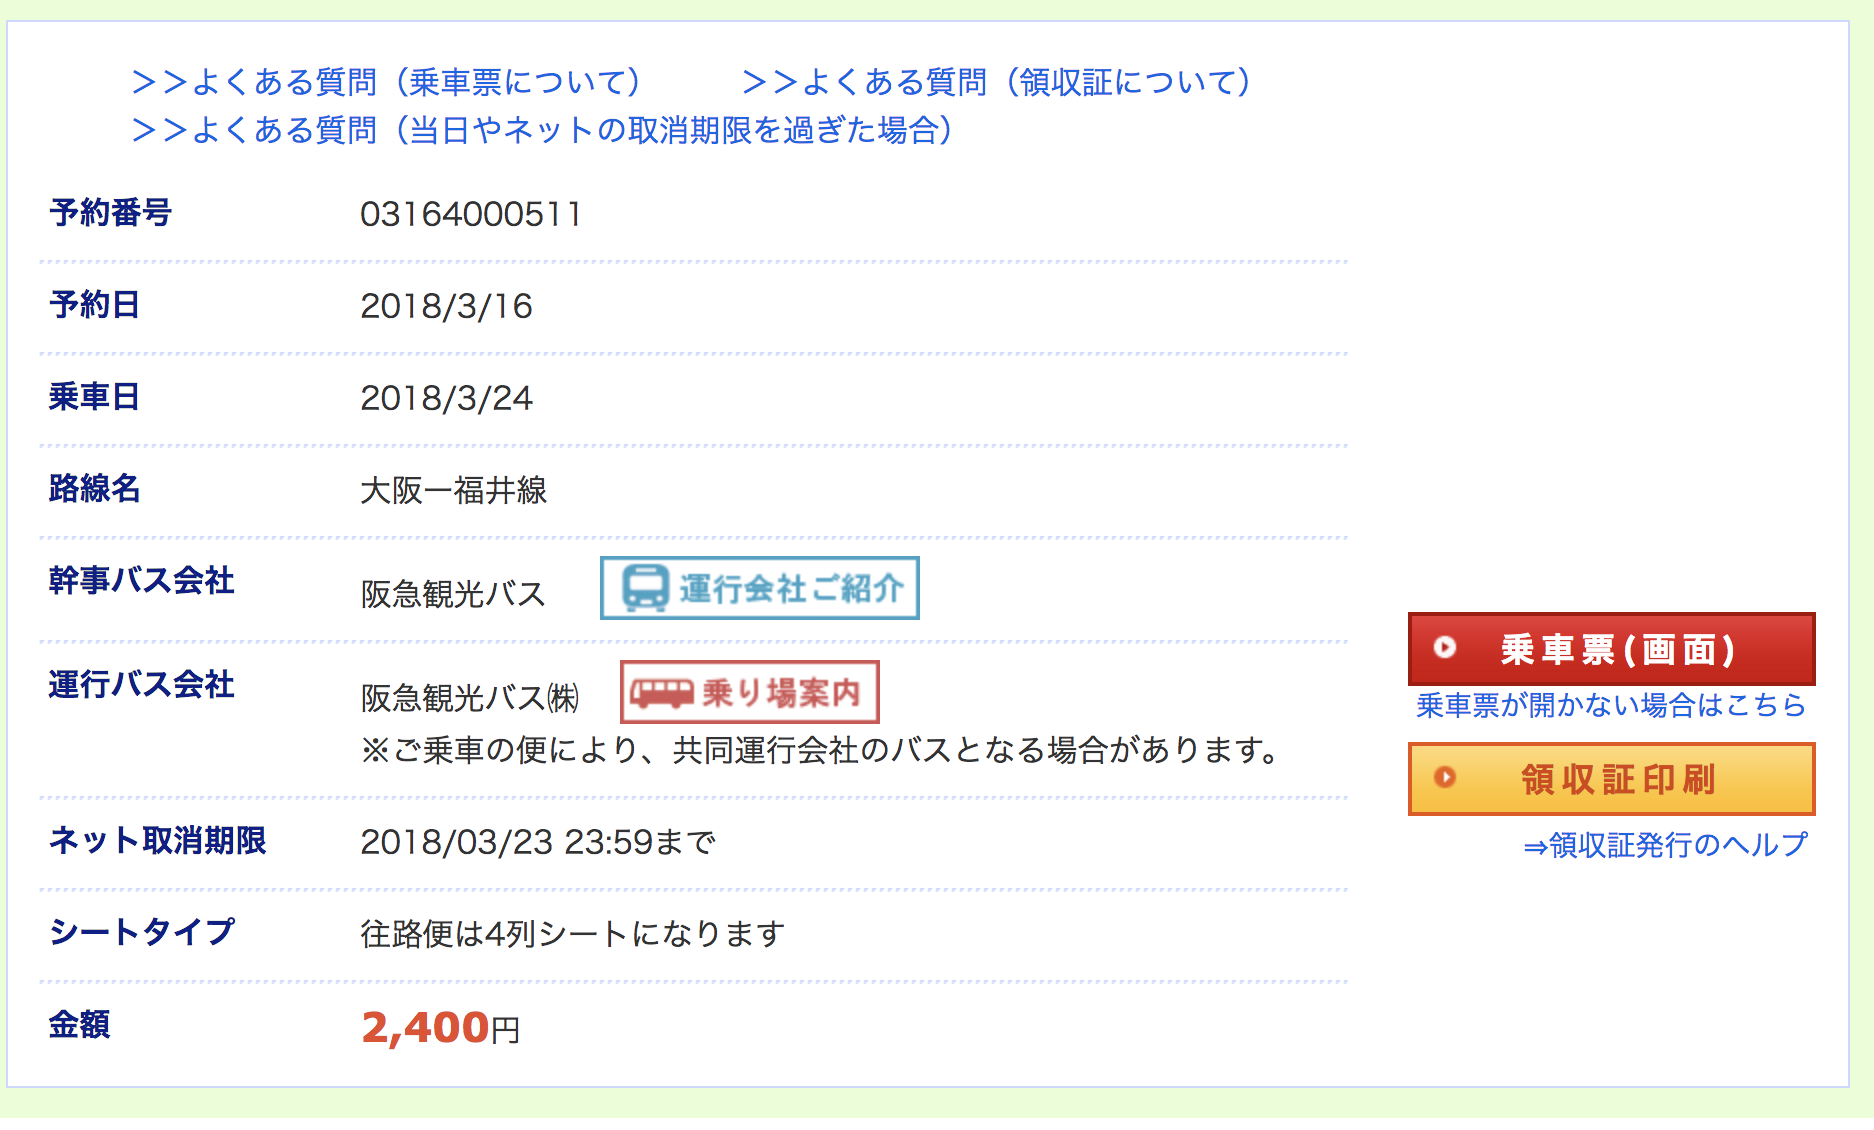 ＞＞よくある質問（乗車票について）　　　＞＞よくある質問（領収証について）
＞＞よくある質問（当日やネットの取消期限を過ぎた場合）
予約番号 03164000511
予約日 2018/3/16
乗車日 2018/3/24
路線名 大阪ー福井線
幹事バス会社 阪急観光バス 運行会社ご紹介
運行バス会社 阪急観光バス㈱ 乗り場案内
※ご乗車の便により、共同運行会社のバスとなる場合があります。
ネット取消期限 2018/03/23 23:59まで
シートタイプ 往路便は4列シートになります
金額 2,400円
乗車票(画面)
乗車票が開かない場合はこちら
領収証印刷
⇒領収証発行のヘルプ